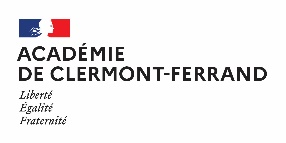 ACADÉMIE
DE CLERMONT-FERRAND
Liberté
Égalité
Fraternité